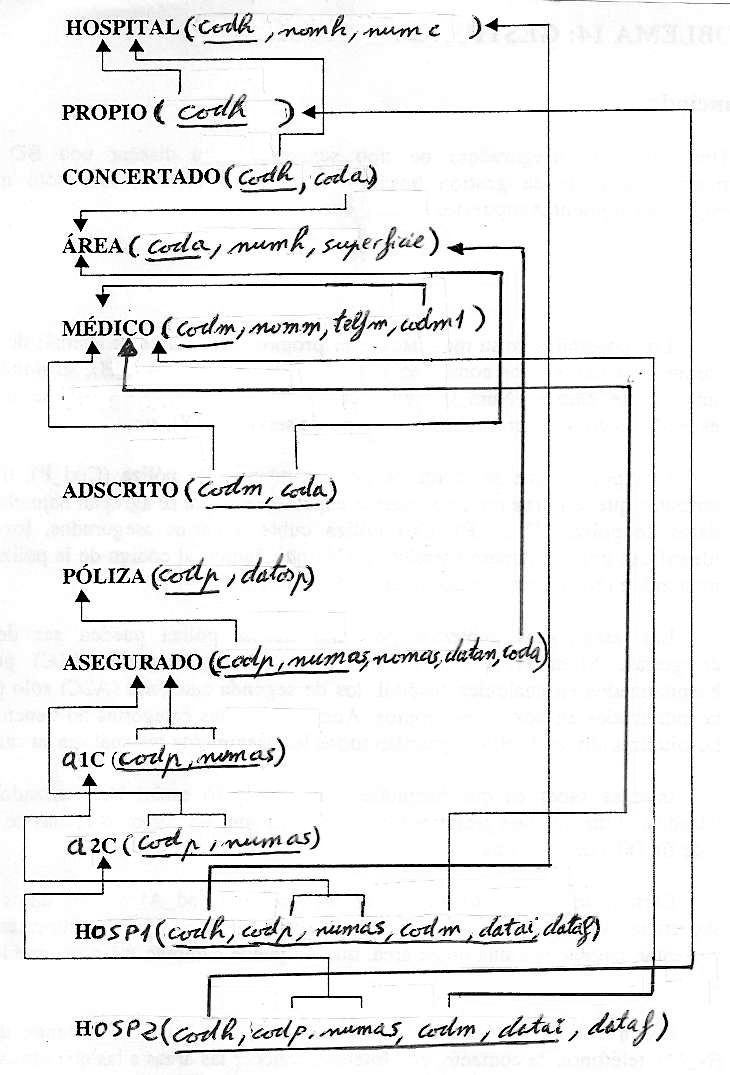 HOSPITAL (codh, nomh, numc)
PROPIO (codh)
CONCERTADO (codh, coda)
ÁREA (coda, numh, superficie)
MÉDICO (codm, nomm, telfm, codm1)
ADSCRITO (codm, coda)
PÓLIZA (codp, datosp)
ASEGURADO (codp, numas, nomas, datan, coda)
a1C (codp, numas)
a2C (codp, numas)
HOSP1 (codh, codp, numas, codm, datai, dataf)
HOSP2 (codh, codp, numas, codm, datai, dataf)